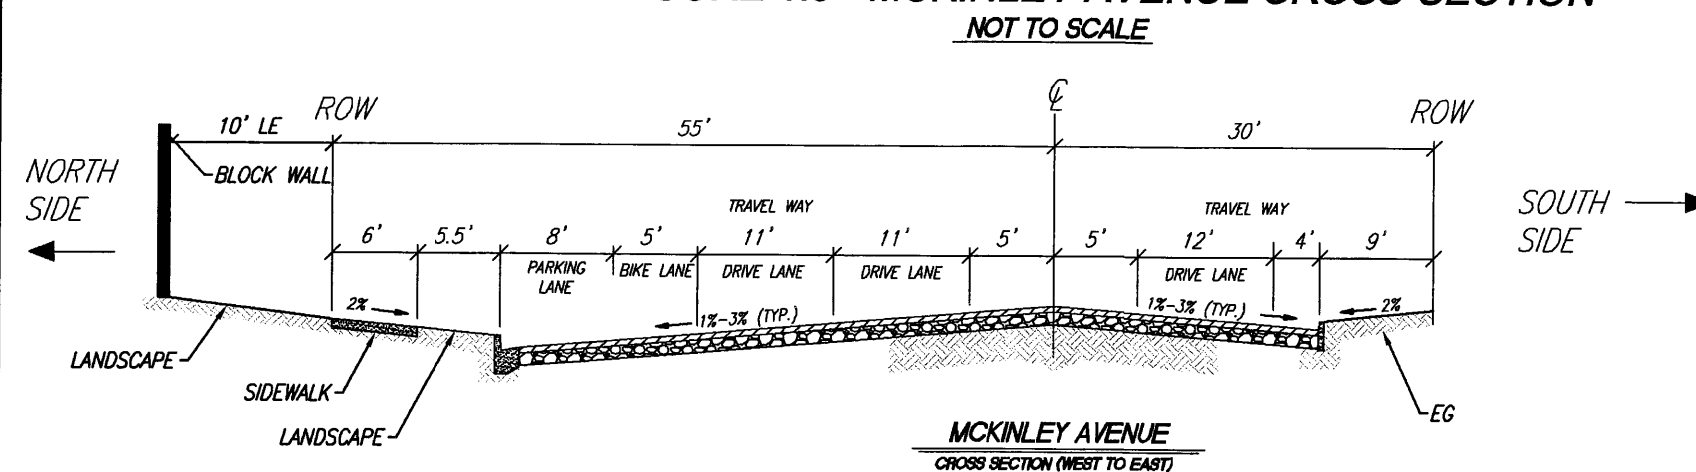 NOT TO SCALE
10' LE
ROW
55'
℄
30'
ROW
NORTH
SIDE
BLOCK WALL
TRAVEL WAY
TRAVEL WAY
SOUTH
SIDE
6'
5.5'
8'
5'
11'
11'
5'
5'
12'
4'
9'
PARKING
LANE
BIKE LANE
DRIVE LANE
DRIVE LANE
DRIVE LANE
2%
1%-3% (TYP.)
1%-3% (TYP.)
2%
LANDSCAPE
SIDEWALK
LANDSCAPE
EG
MCKINLEY AVENUE
CROSS SECTION (WEST TO EAST)